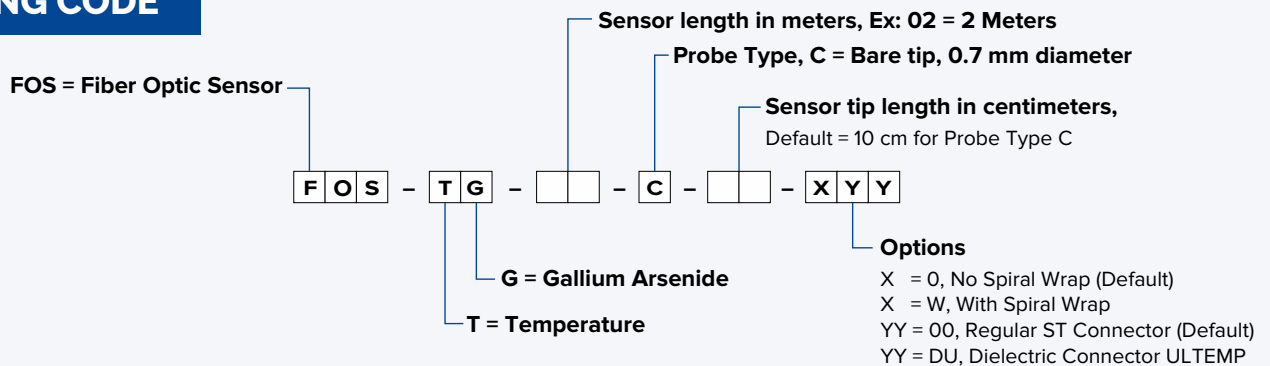 NG CODE
Sensor length in meters, Ex: 02 = 2 Meters
Probe Type, C = Bare tip, 0.7 mm diameter
FOS = Fiber Optic Sensor
Sensor tip length in centimeters,
Default = 10 cm for Probe Type C
F O S – T G – – C – – X Y Y
Options
G = Gallium Arsenide
X = 0, No Spiral Wrap (Default)
X = W, With Spiral Wrap
T = Temperature
YY = 00, Regular ST Connector (Default)
YY = DU, Dielectric Connector ULTEMP